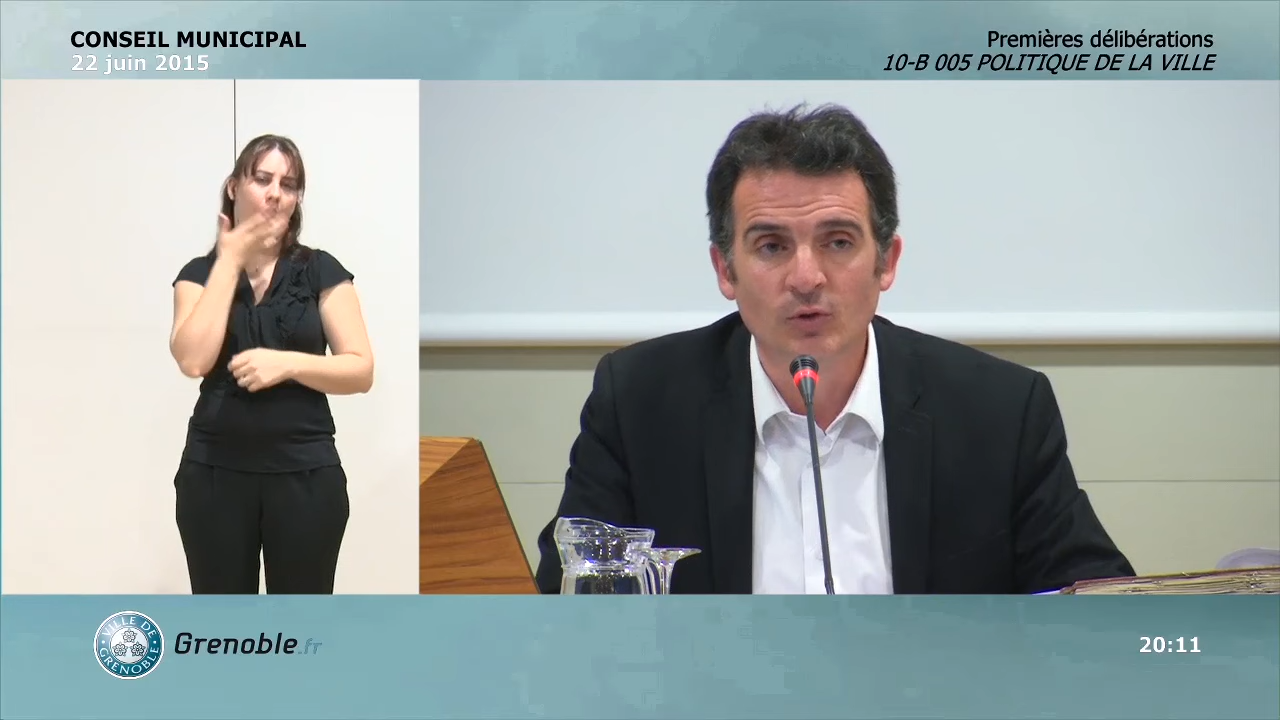 CONSEIL MUNICIPAL
22 juin 2015
Premières délibérations
10-B 005 POLITIQUE DE LA VILLE
VILLE DE GRENOBLE
Grenoble.fr
20:11